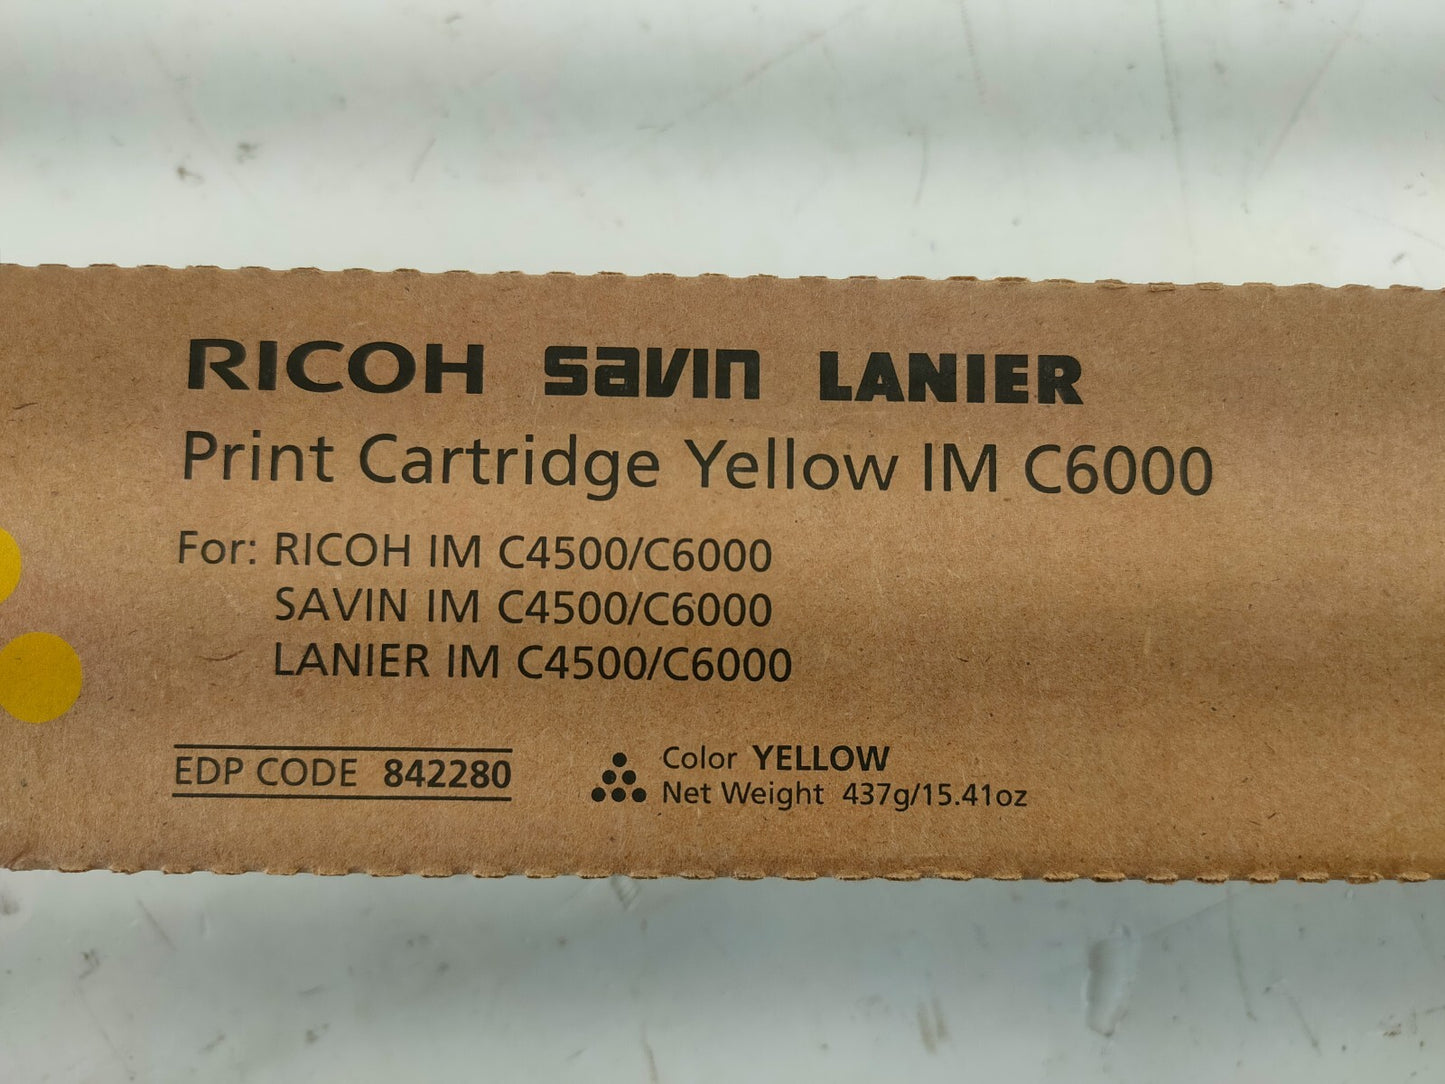 RICOH savin LANIER
Print Cartridge Yellow IM C6000
For: RICOH IM C4500/C6000
SAVIN IM C4500/C6000
LANIER IM C4500/C6000
EDP CODE 842280
Color YELLOW
Net Weight 437g/15.41oz